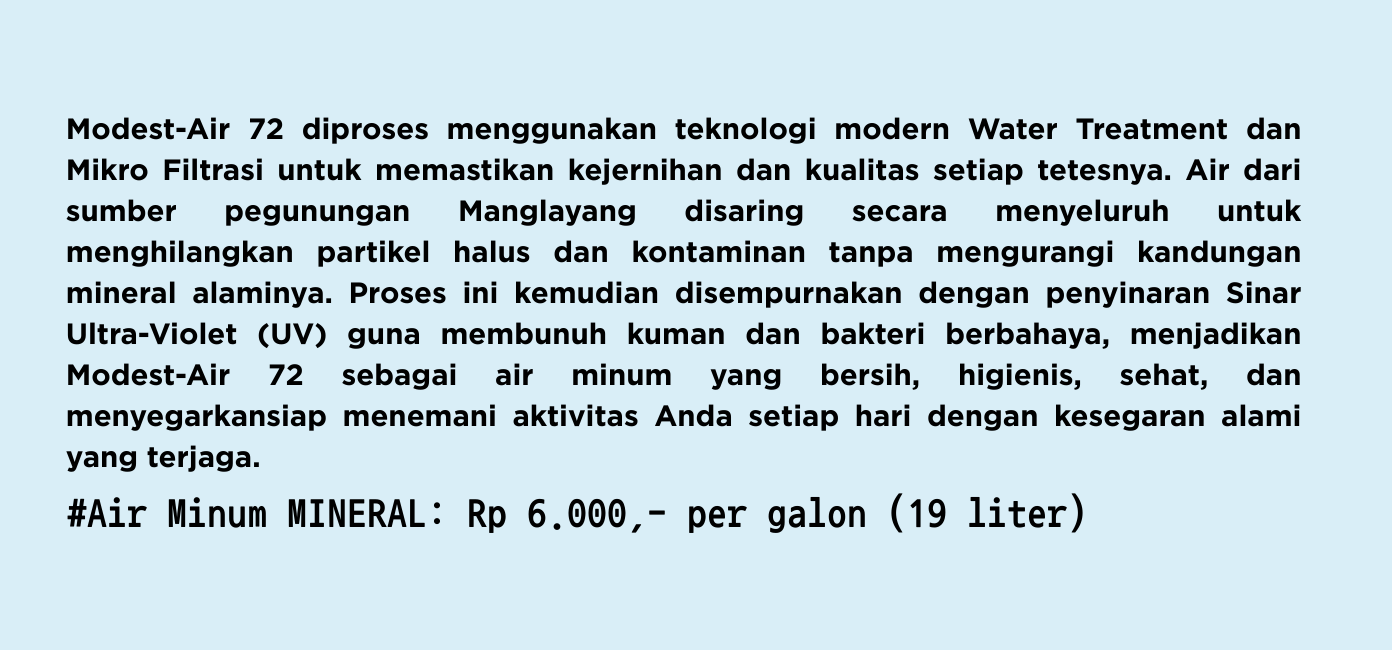 Modest-Air 72 diproses menggunakan teknologi modern Water Treatment dan
Mikro Filtrasi untuk memastikan kejernihan dan kualitas setiap tetesnya. Air dari
sumber pegunungan Manglayang disaring secara menyeluruh untuk
menghilangkan partikel halus dan kontaminan tanpa mengurangi kandungan
mineral alaminya. Proses ini kemudian disempurnakan dengan penyinaran Sinar
Ultra-Violet (UV) guna membunuh kuman dan bakteri berbahaya, menjadikan
Modest-Air 72 sebagai air minum yang bersih, higienis, sehat, dan
menyegarkansiap menemani aktivitas Anda setiap hari dengan kesegaran alami
yang terjaga.
#Air Minum MINERAL: Rp 6.000,- per galon (19 liter)